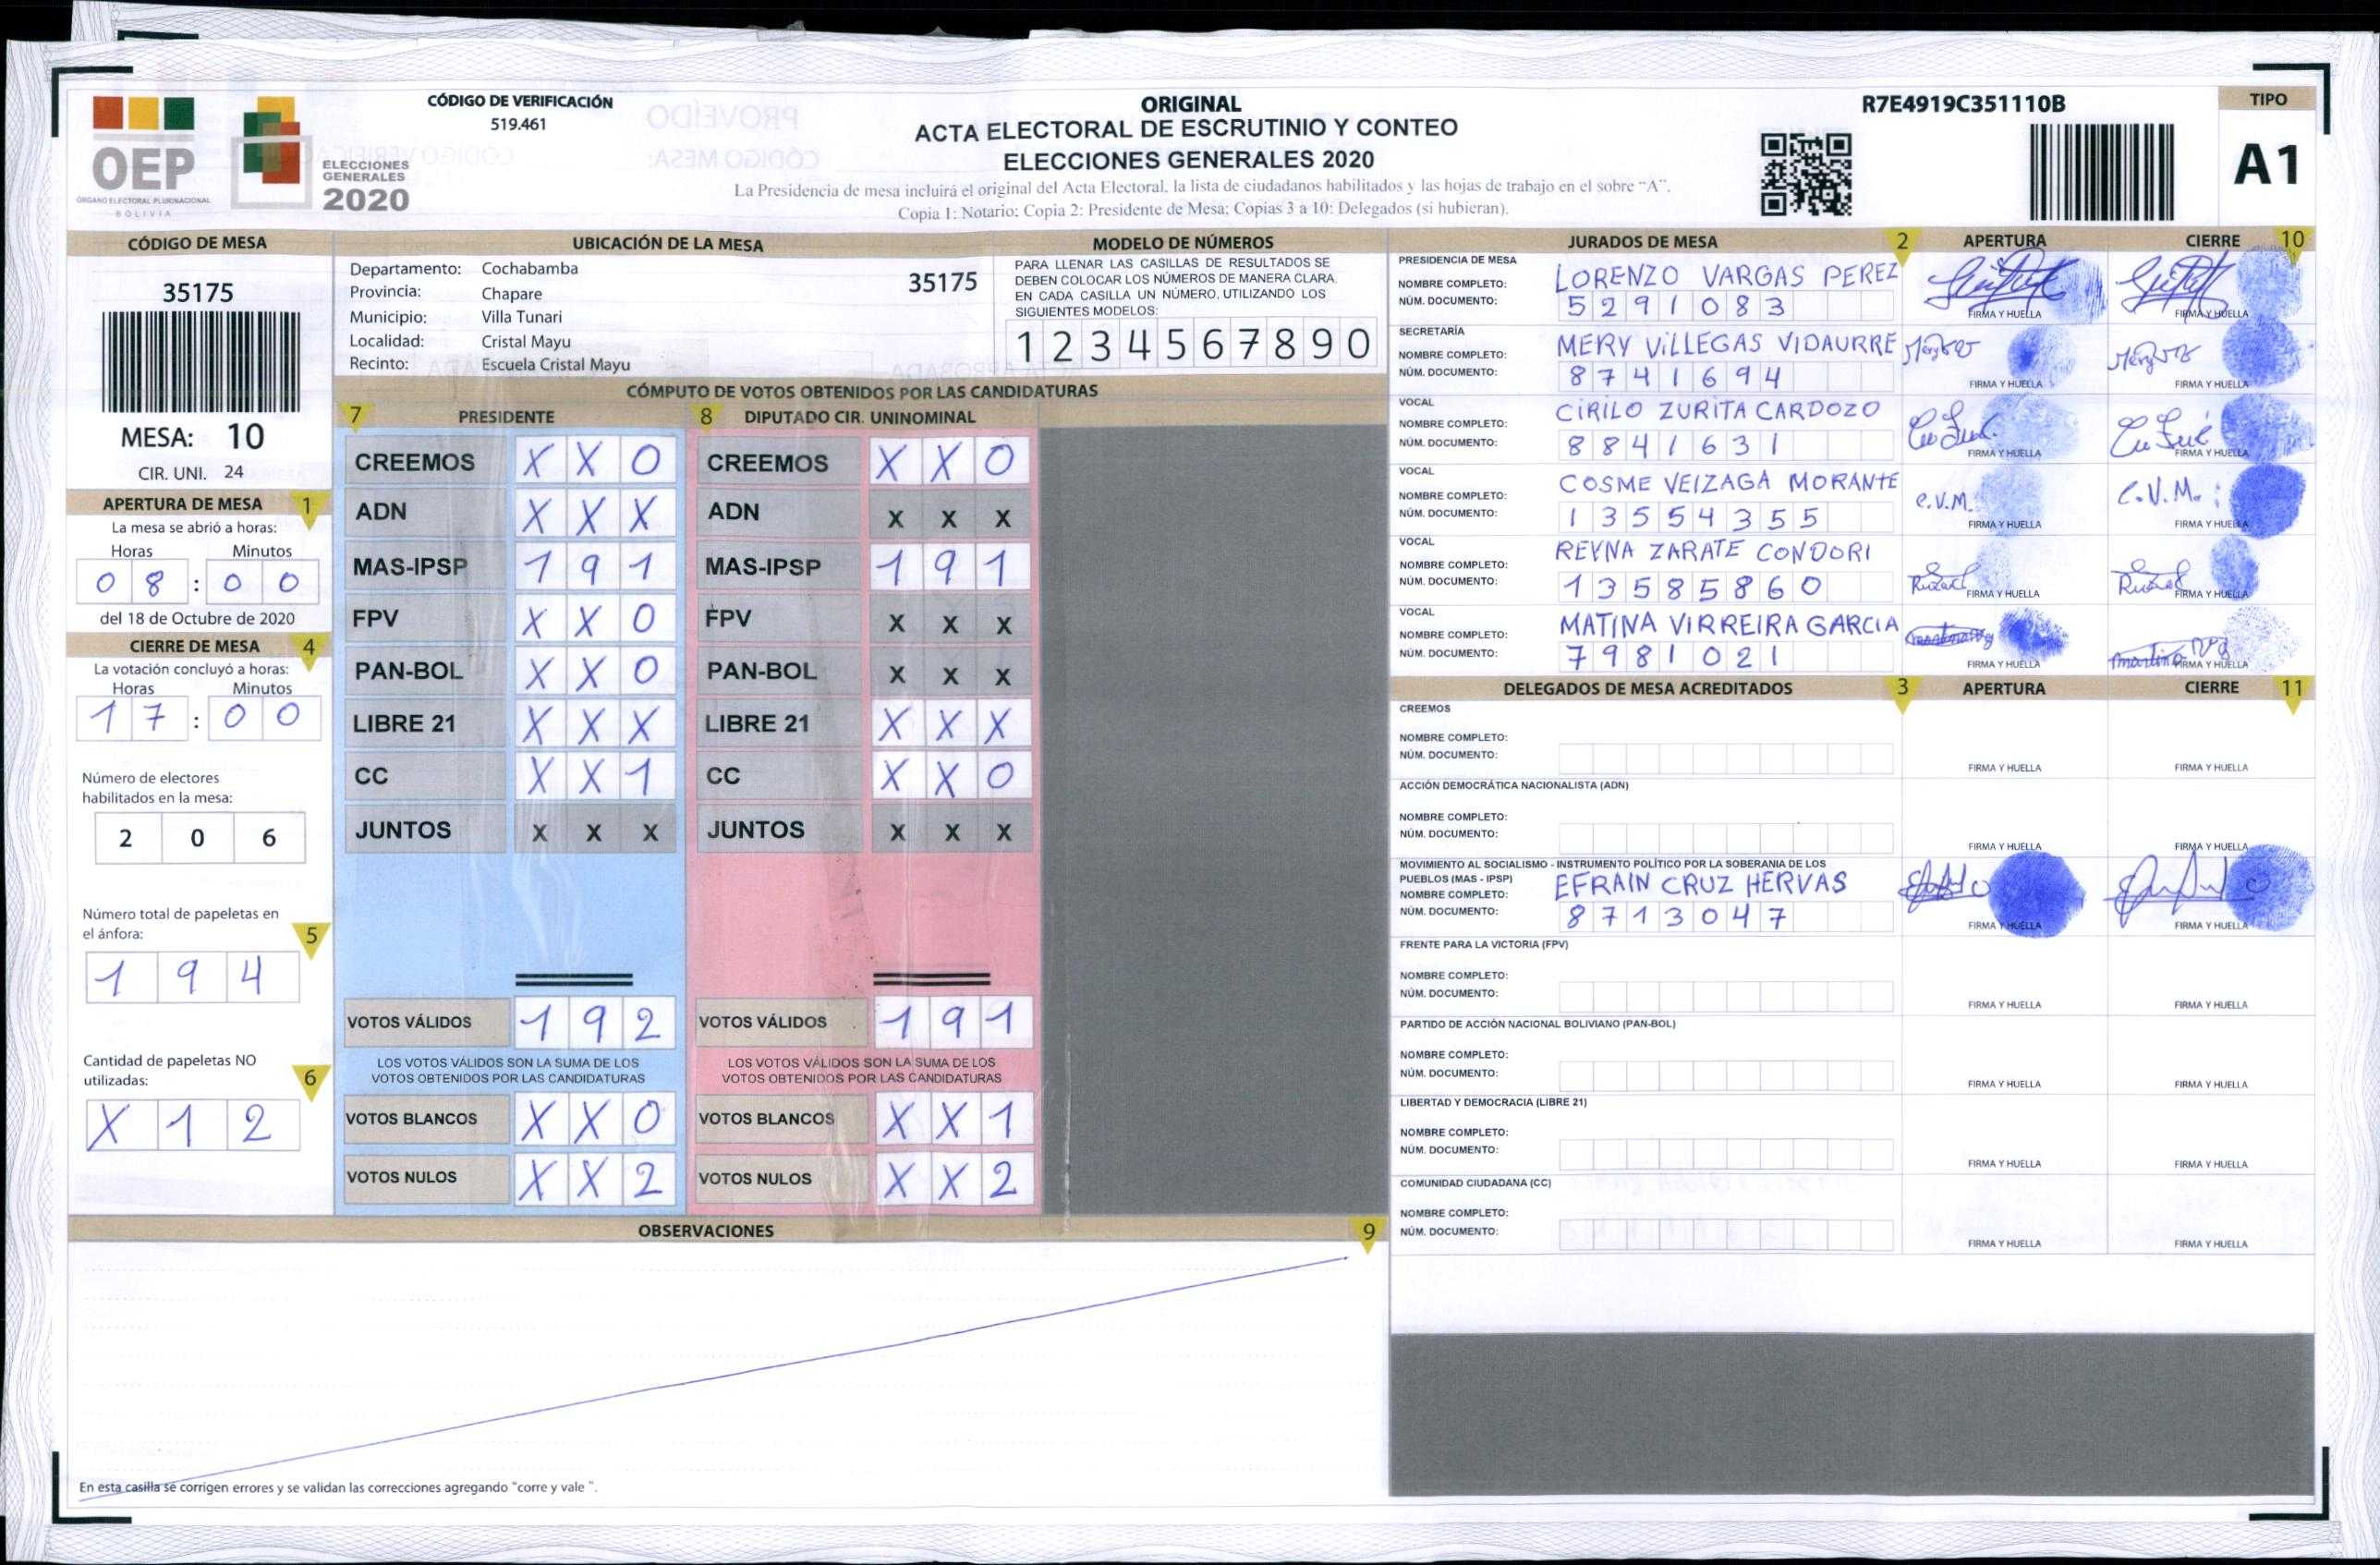 OEP
ÓRGANO ELECTORAL PLURINACIONAL
BOLIVIA
ELECCIONES
GENERALES
2020
CÓDIGO DE VERIFICACIÓN
519.461
ORIGINAL
ACTA ELECTORAL DE ESCRUTINIO Y CONTEO
ELECCIONES GENERALES 2020
La Presidencia de mesa incluirá el original del Acta Electoral, la lista de ciudadanos habilitados y las hojas de trabajo en el sobre "A".
Copia 1: Notario; Copia 2: Presidente de Mesa; Copias 3 a 10: Delegados (si hubieran).
R7E4919C351110B
TIPO
A1
CÓDIGO DE MESA
35175
MESA: 10
CIR. UNI. 24
APERTURA DE MESA 1
La mesa se abrió a horas:
Horas Minutos
0 8 : 0 0
del 18 de Octubre de 2020
CIERRE DE MESA 4
La votación concluyó a horas:
Horas Minutos
1 7 : 0 0
Número de electores
habilitados en la mesa:
2 0 6
Número total de papeletas en
el ánfora: 5
1 9 4
Cantidad de papeletas NO
utilizadas: 6
X 1 2
UBICACIÓN DE LA MESA
Departamento: Cochabamba
35175
Provincia: Chapare
Municipio: Villa Tunari
Localidad: Cristal Mayu
Recinto: Escuela Cristal Mayu
MODELO DE NÚMEROS
PARA LLENAR LAS CASILLAS DE RESULTADOS SE
DEBEN COLOCAR LOS NÚMEROS DE MANERA CLARA.
EN CADA CASILLA UN NÚMERO, UTILIZANDO LOS
SIGUIENTES MODELOS:
1 2 3 4 5 6 7 8 9 0
CÓMPUTO DE VOTOS OBTENIDOS POR LAS CANDIDATURAS
7 PRESIDENTE
CREEMOS X X 0
ADN X X X
MAS-IPSP 1 9 1
FPV X X 0
PAN-BOL X X 0
LIBRE 21 X X X
CC X X 1
JUNTOS X X X
VOTOS VÁLIDOS 1 9 2
LOS VOTOS VÁLIDOS SON LA SUMA DE LOS
VOTOS OBTENIDOS POR LAS CANDIDATURAS
VOTOS BLANCOS X X 0
VOTOS NULOS X X 2
8 DIPUTADO CIR. UNINOMINAL
CREEMOS X X 0
ADN X X X
MAS-IPSP 1 9 1
FPV X X X
PAN-BOL X X X
LIBRE 21 X X X
CC X X 0
JUNTOS X X X
VOTOS VÁLIDOS 1 9 1
LOS VOTOS VÁLIDOS SON LA SUMA DE LOS
VOTOS OBTENIDOS POR LAS CANDIDATURAS
VOTOS BLANCOS X X 1
VOTOS NULOS X X 2
OBSERVACIONES 9
En esta casilla se corrigen errores y se validan las correcciones agregando "corre y vale ".
JURADOS DE MESA 2 APERTURA CIERRE 10
PRESIDENCIA DE MESA
NOMBRE COMPLETO: LORENZO VARGAS PEREZ
NÚM. DOCUMENTO: 5291083
FIRMA Y HUELLA FIRMA Y HUELLA
SECRETARÍA
NOMBRE COMPLETO: MERY VILLEGAS VIDAURRE
NÚM. DOCUMENTO: 8741694
FIRMA Y HUELLA FIRMA Y HUELLA
VOCAL
NOMBRE COMPLETO: CIRILO ZURITA CARDOZO
NÚM. DOCUMENTO: 8841631
FIRMA Y HUELLA FIRMA Y HUELLA
VOCAL
NOMBRE COMPLETO: COSME VEIZAGA MORANTE
NÚM. DOCUMENTO: 13554355
C.V.M. C.V.M.
FIRMA Y HUELLA FIRMA Y HUELLA
VOCAL
NOMBRE COMPLETO: REYNA ZARATE CONDORI
NÚM. DOCUMENTO: 13585860
FIRMA Y HUELLA FIRMA Y HUELLA
VOCAL
NOMBRE COMPLETO: MATINA VIRREIRA GARCIA
NÚM. DOCUMENTO: 7981021
FIRMA Y HUELLA FIRMA Y HUELLA
DELEGADOS DE MESA ACREDITADOS 3 APERTURA CIERRE 11
CREEMOS
NOMBRE COMPLETO:
NÚM. DOCUMENTO:
FIRMA Y HUELLA FIRMA Y HUELLA
ACCIÓN DEMOCRÁTICA NACIONALISTA (ADN)
NOMBRE COMPLETO:
NÚM. DOCUMENTO:
FIRMA Y HUELLA FIRMA Y HUELLA
MOVIMIENTO AL SOCIALISMO - INSTRUMENTO POLÍTICO POR LA SOBERANIA DE LOS
PUEBLOS (MAS - IPSP)
NOMBRE COMPLETO: EFRAIN CRUZ HERVAS
NÚM. DOCUMENTO: 8713047
FIRMA Y HUELLA FIRMA Y HUELLA
FRENTE PARA LA VICTORIA (FPV)
NOMBRE COMPLETO:
NÚM. DOCUMENTO:
FIRMA Y HUELLA FIRMA Y HUELLA
PARTIDO DE ACCIÓN NACIONAL BOLIVIANO (PAN-BOL)
NOMBRE COMPLETO:
NÚM. DOCUMENTO:
FIRMA Y HUELLA FIRMA Y HUELLA
LIBERTAD Y DEMOCRACIA (LIBRE 21)
NOMBRE COMPLETO:
NÚM. DOCUMENTO:
FIRMA Y HUELLA FIRMA Y HUELLA
COMUNIDAD CIUDADANA (CC)
NOMBRE COMPLETO:
NÚM. DOCUMENTO:
FIRMA Y HUELLA FIRMA Y HUELLA